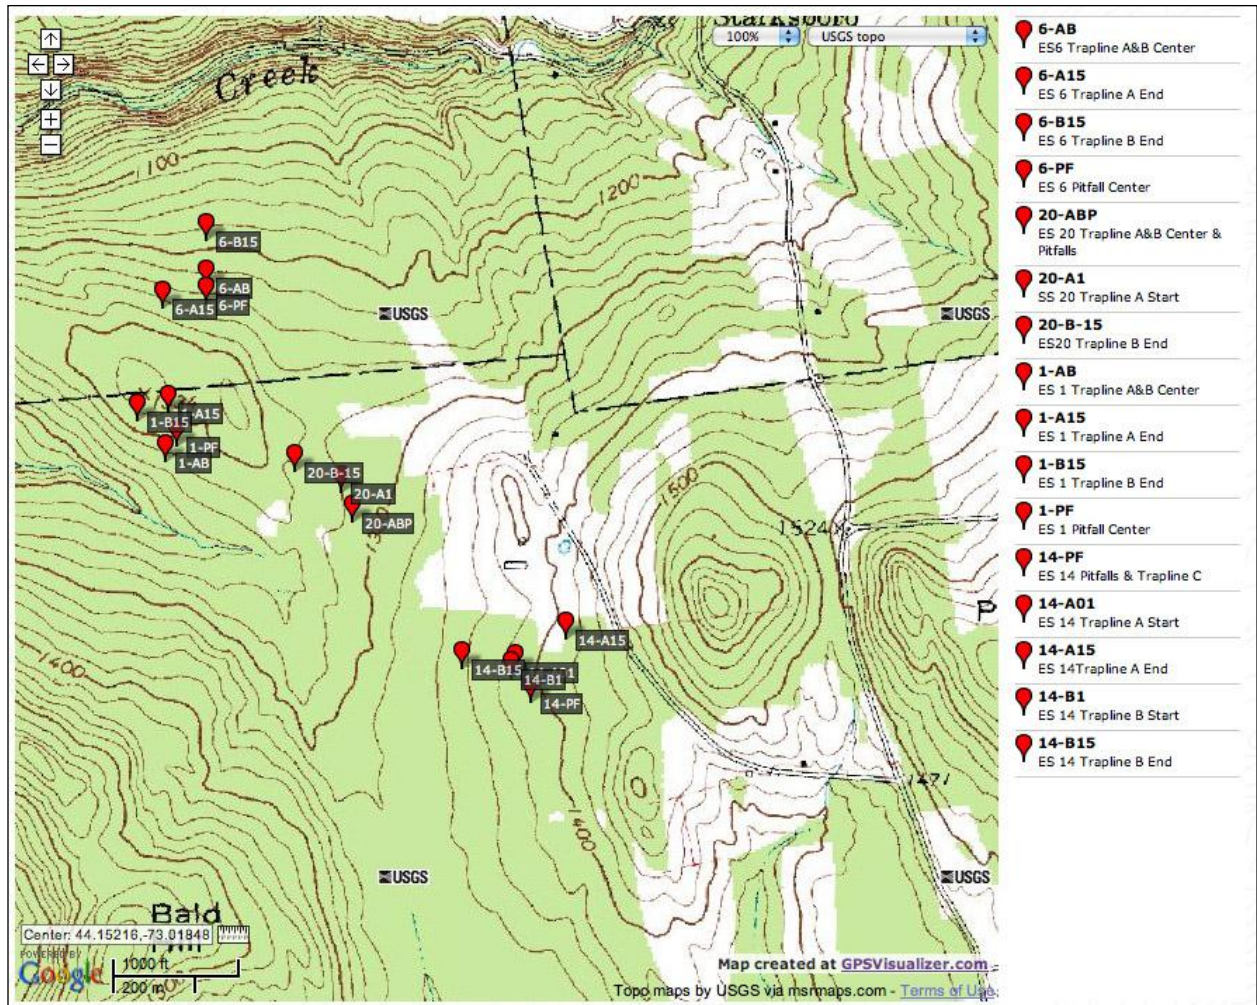 Starksboro
100%
USGS topo
Creek
1100
1200
6-B15
6-AB
6-A15
6-PF
USGS
USGS
A15
1-B15
1-PF
1-AB
20-B-15
20-A1
20-ABP
1500
1524
P
14-A15
14-B15
14-B1
14-PF
1400
1471
1400
USGS
USGS
Bald
Center: 44.15216,-73.01848
POWERED BY
Google
1000 ft
200 m
Map created at GPSVisualizer.com
Topo maps by USGS via msrmaps.com - Terms of Use
6-AB
ES6 Trapline A&B Center
6-A15
ES 6 Trapline A End
6-B15
ES 6 Trapline B End
6-PF
ES 6 Pitfall Center
20-ABP
ES 20 Trapline A&B Center &
Pitfalls
20-A1
SS 20 Trapline A Start
20-B-15
ES20 Trapline B End
1-AB
ES 1 Trapline A&B Center
1-A15
ES 1 Trapline A End
1-B15
ES 1 Trapline B End
1-PF
ES 1 Pitfall Center
14-PF
ES 14 Pitfalls & Trapline C
14-A01
ES 14 Trapline A Start
14-A15
ES 14Trapline A End
14-B1
ES 14 Trapline B Start
14-B15
ES 14 Trapline B End